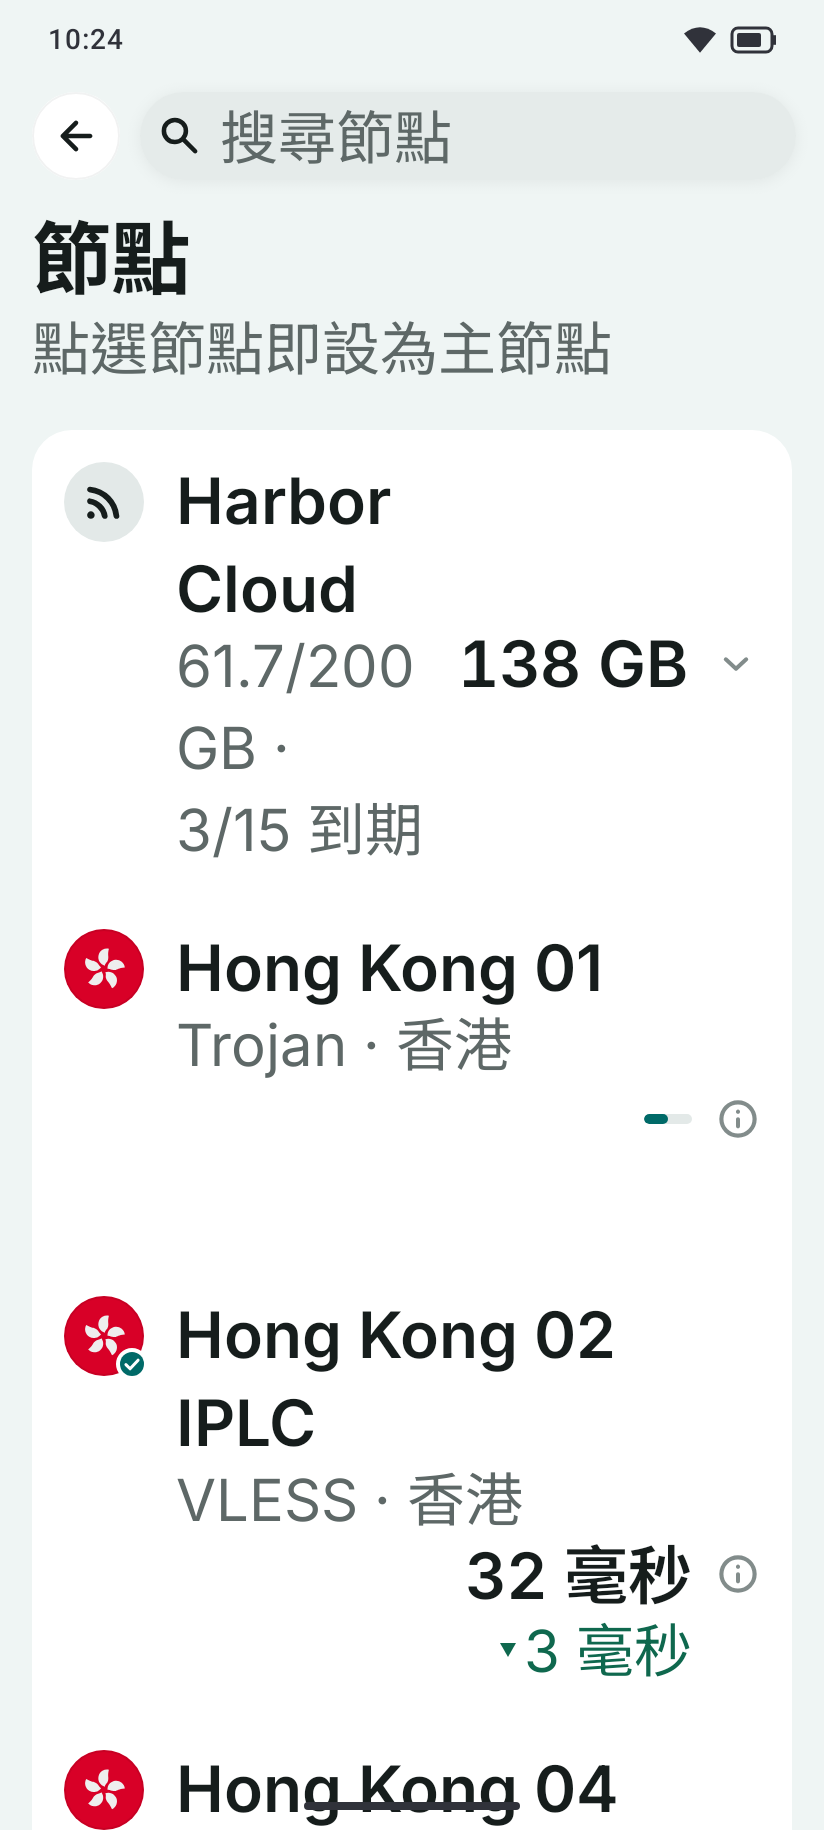 10:24
搜尋節點
節點
點選節點即設為主節點
Harbor
Cloud
61.7/200
GB ·
3/15 到期
138 GB
Hong Kong 01
Trojan · 香港
Hong Kong 02
IPLC
VLESS · 香港
32 毫秒
▼3 毫秒
Hong Kong 04